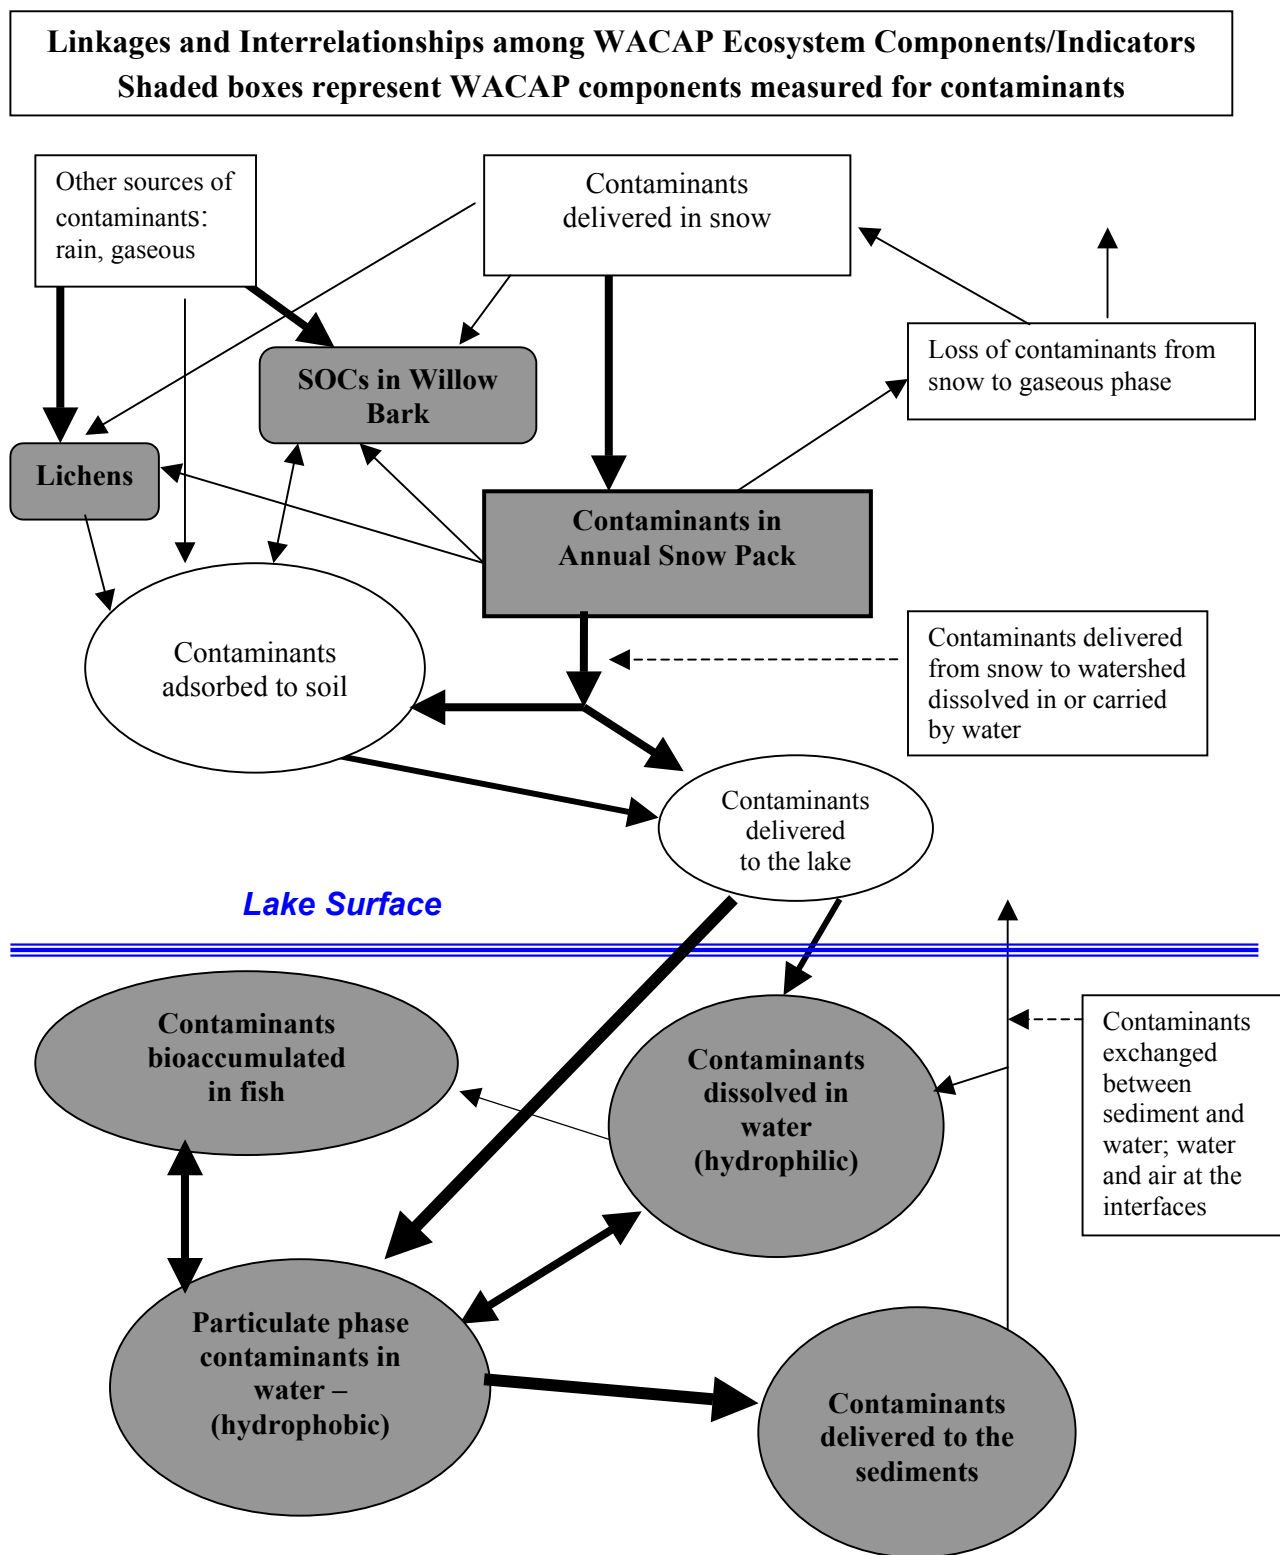 Linkages and Interrelationships among WACAP Ecosystem Components/Indicators
Shaded boxes represent WACAP components measured for contaminants
Other sources of
contaminants:
rain, gaseous
Contaminants
delivered in snow
Loss of contaminants from
snow to gaseous phase
SOCs in Willow
Bark
Lichens
Contaminants in
Annual Snow Pack
Contaminants
adsorbed to soil
Contaminants delivered
from snow to watershed
dissolved in or carried
by water
Contaminants
delivered
to the lake
Lake Surface
Contaminants
bioaccumulated
in fish
Contaminants
dissolved in
water
(hydrophilic)
Contaminants
exchanged
between
sediment and
water; water
and air at the
interfaces
Particulate phase
contaminants in
water –
(hydrophobic)
Contaminants
delivered to the
sediments